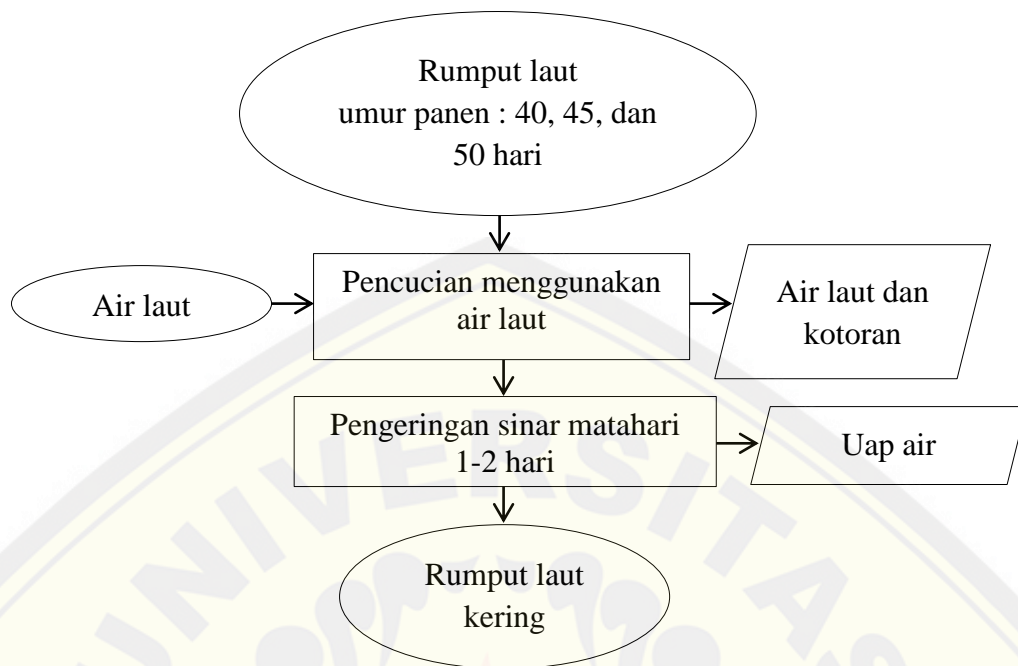 Rumput laut
umur panen : 40, 45, dan
50 hari
Air laut
Pencucian menggunakan
air laut
Air laut dan
kotoran
Pengeringan sinar matahari
1-2 hari
Uap air
Rumput laut
kering
UNIVERSITAS